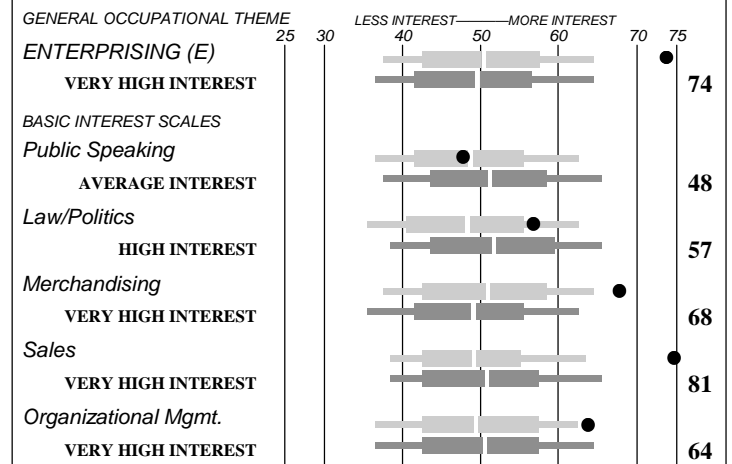 GENERAL OCCUPATIONAL THEME LESS INTEREST———MORE INTEREST
25 30 40 50 60 70 75
ENTERPRISING (E)
VERY HIGH INTEREST 74
BASIC INTEREST SCALES
Public Speaking
AVERAGE INTEREST 48
Law/Politics
HIGH INTEREST 57
Merchandising
VERY HIGH INTEREST 68
Sales
VERY HIGH INTEREST 81
Organizational Mgmt.
VERY HIGH INTEREST 64